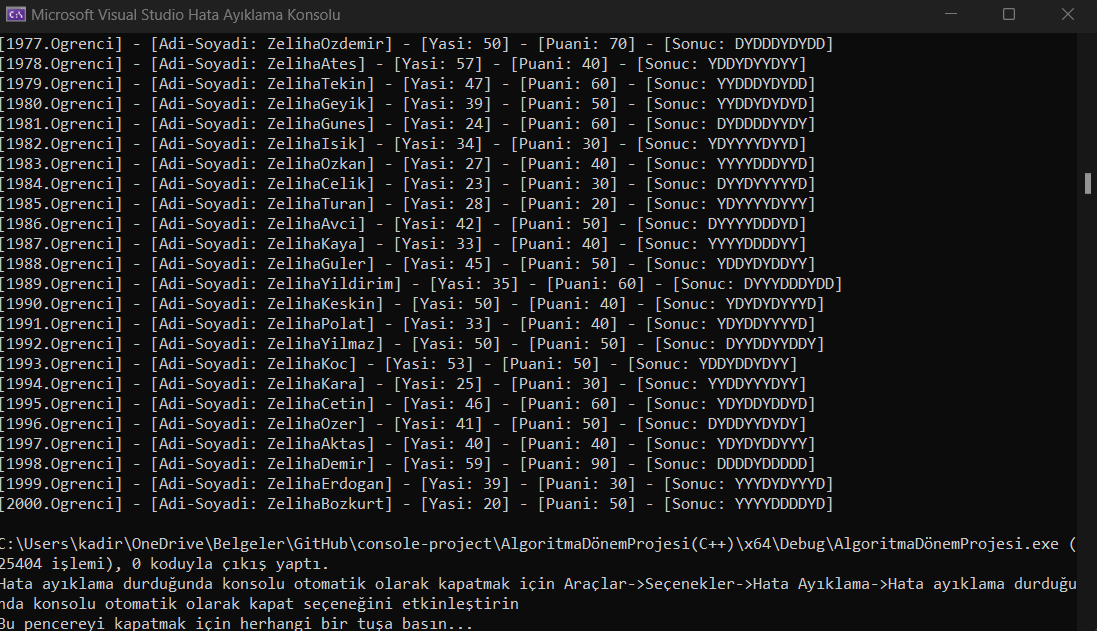 Microsoft Visual Studio Hata Ayıklama Konsolu
[1977.Ogrenci] - [Adi-Soyadi: ZelihaOzdemir] - [Yasi: 50] - [Puani: 70] - [Sonuc: DYDDDYDYDD]
[1978.Ogrenci] - [Adi-Soyadi: ZelihaAtes] - [Yasi: 57] - [Puani: 40] - [Sonuc: YDDYDYYDYY]
[1979.Ogrenci] - [Adi-Soyadi: ZelihaTekin] - [Yasi: 47] - [Puani: 60] - [Sonuc: YYDDDYDYDD]
[1980.Ogrenci] - [Adi-Soyadi: ZelihaGeyik] - [Yasi: 39] - [Puani: 50] - [Sonuc: YYDDYDYDYD]
[1981.Ogrenci] - [Adi-Soyadi: ZelihaGunes] - [Yasi: 24] - [Puani: 60] - [Sonuc: DYDDDDYYDY]
[1982.Ogrenci] - [Adi-Soyadi: ZelihaIsik] - [Yasi: 34] - [Puani: 30] - [Sonuc: YDYYYYDYYD]
[1983.Ogrenci] - [Adi-Soyadi: ZelihaOzkan] - [Yasi: 27] - [Puani: 40] - [Sonuc: YYYYDDDYYD]
[1984.Ogrenci] - [Adi-Soyadi: ZelihaCelik] - [Yasi: 23] - [Puani: 30] - [Sonuc: DYYDYYYYYD]
[1985.Ogrenci] - [Adi-Soyadi: ZelihaTuran] - [Yasi: 28] - [Puani: 20] - [Sonuc: YDYYYYDYYY]
[1986.Ogrenci] - [Adi-Soyadi: ZelihaAvci] - [Yasi: 42] - [Puani: 50] - [Sonuc: DYYYYDDDYD]
[1987.Ogrenci] - [Adi-Soyadi: ZelihaKaya] - [Yasi: 33] - [Puani: 40] - [Sonuc: YYYYDDDDYY]
[1988.Ogrenci] - [Adi-Soyadi: ZelihaGuler] - [Yasi: 45] - [Puani: 50] - [Sonuc: YDDYDYDDYY]
[1989.Ogrenci] - [Adi-Soyadi: ZelihaYildirim] - [Yasi: 35] - [Puani: 60] - [Sonuc: DYYYDDDYDD]
[1990.Ogrenci] - [Adi-Soyadi: ZelihaKeskin] - [Yasi: 50] - [Puani: 40] - [Sonuc: YDYDYDYYYD]
[1991.Ogrenci] - [Adi-Soyadi: ZelihaPolat] - [Yasi: 33] - [Puani: 40] - [Sonuc: YDYDDYYYYD]
[1992.Ogrenci] - [Adi-Soyadi: ZelihaYilmaz] - [Yasi: 50] - [Puani: 50] - [Sonuc: DYYDDYYDDY]
[1993.Ogrenci] - [Adi-Soyadi: ZelihaKoc] - [Yasi: 53] - [Puani: 50] - [Sonuc: YDDYDDYDYY]
[1994.Ogrenci] - [Adi-Soyadi: ZelihaKara] - [Yasi: 25] - [Puani: 30] - [Sonuc: YYDDYYYDYY]
[1995.Ogrenci] - [Adi-Soyadi: ZelihaCetin] - [Yasi: 46] - [Puani: 60] - [Sonuc: YDYDDYDDYD]
[1996.Ogrenci] - [Adi-Soyadi: ZelihaOzer] - [Yasi: 41] - [Puani: 50] - [Sonuc: DYDDYYDYDY]
[1997.Ogrenci] - [Adi-Soyadi: ZelihaAktas] - [Yasi: 40] - [Puani: 40] - [Sonuc: YDYDYDDYYY]
[1998.Ogrenci] - [Adi-Soyadi: ZelihaDemir] - [Yasi: 59] - [Puani: 90] - [Sonuc: DDDDYDDDDD]
[1999.Ogrenci] - [Adi-Soyadi: ZelihaErdogan] - [Yasi: 39] - [Puani: 30] - [Sonuc: YYYDYDYYYD]
[2000.Ogrenci] - [Adi-Soyadi: ZelihaBozkurt] - [Yasi: 20] - [Puani: 50] - [Sonuc: YYYYDDDDYD]
C:\Users\kadir\OneDrive\Belgeler\GitHub\console-project\AlgoritmaDönemProjesi(C++)\x64\Debug\AlgoritmaDönemProjesi.exe (
25404 işlemi), 0 koduyla çıkış yaptı.
Hata ayıklama durduğunda konsolu otomatik olarak kapatmak için Araçlar->Seçenekler->Hata Ayıklama->Hata ayıklama durduğu
nda konsolu otomatik olarak kapat seçeneğini etkinleştirin
Bu pencereyi kapatmak için herhangi bir tuşa basın...